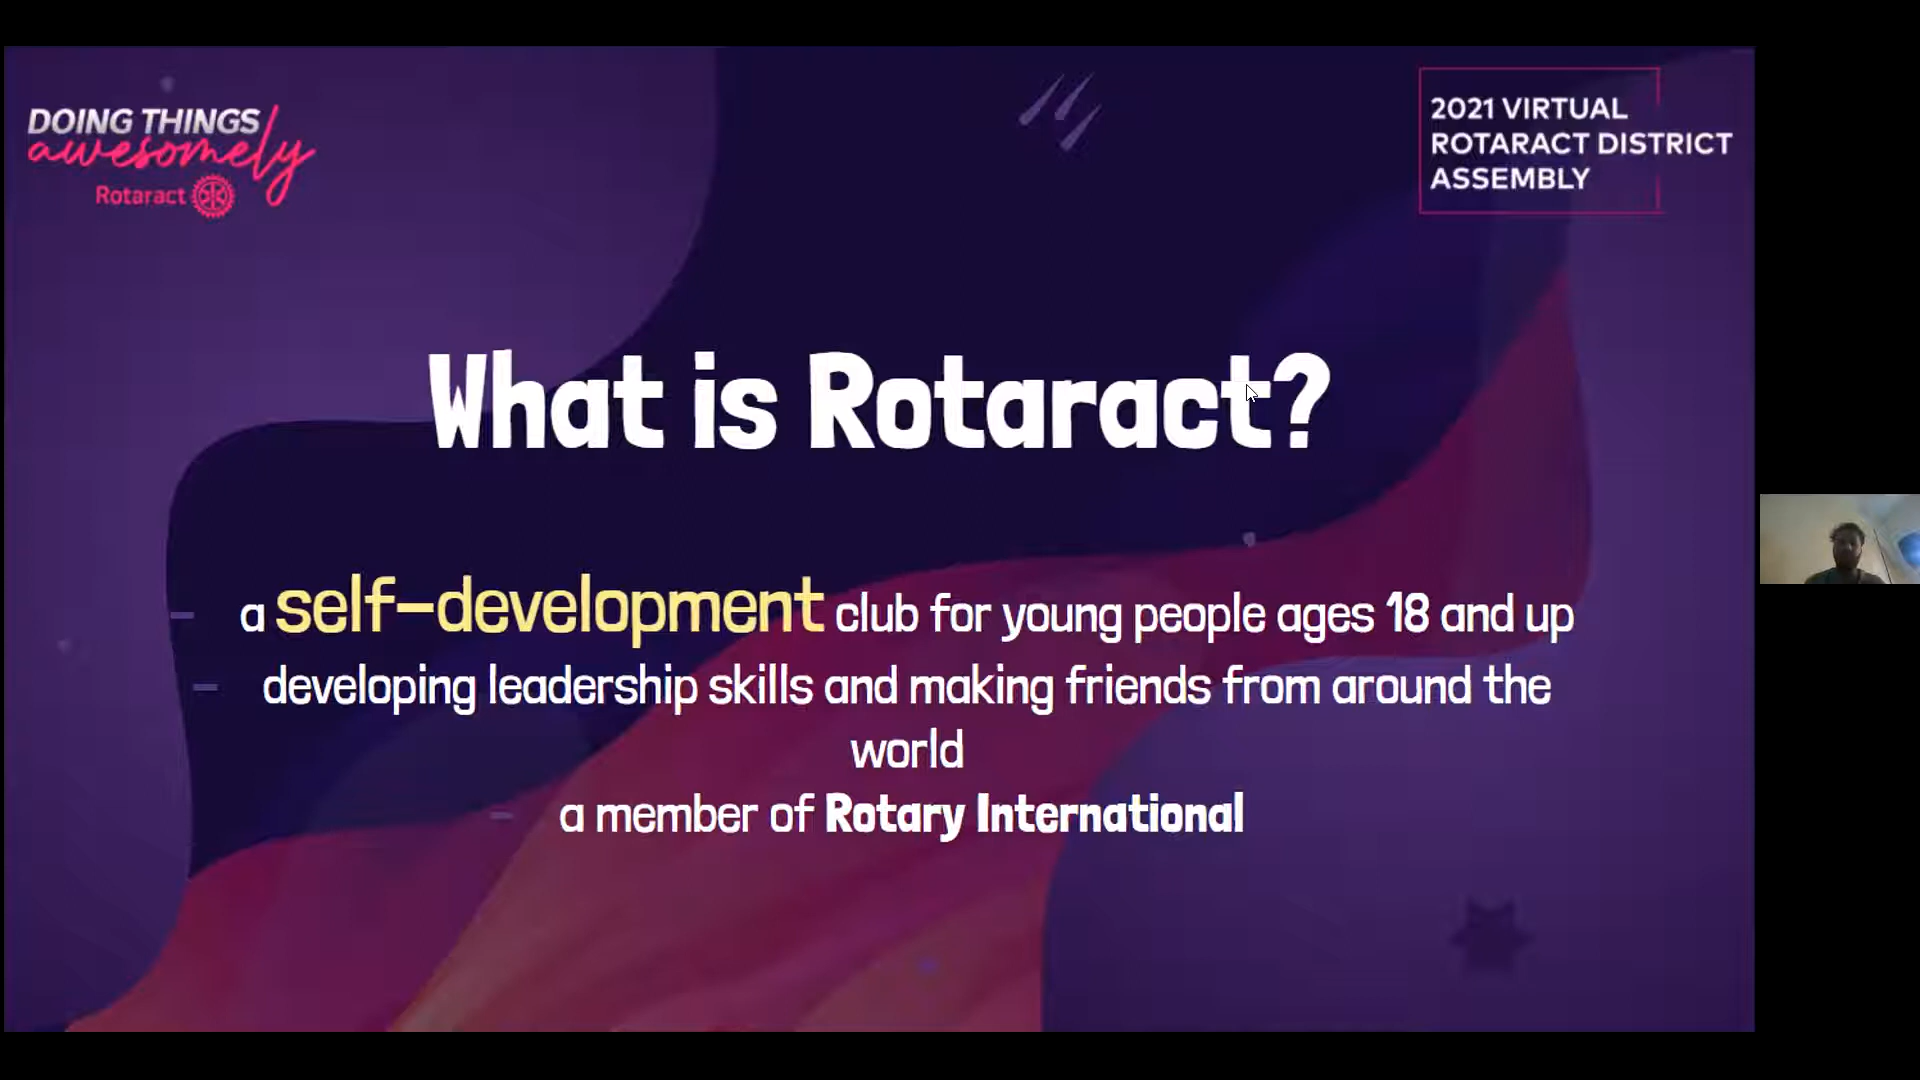 DOING THINGS
awesomely
Rotaract
2021 VIRTUAL
ROTARACT DISTRICT
ASSEMBLY
What is Rotaract?
– a self-development club for young people ages 18 and up
– developing leadership skills and making friends from around the
world
– a member of Rotary International